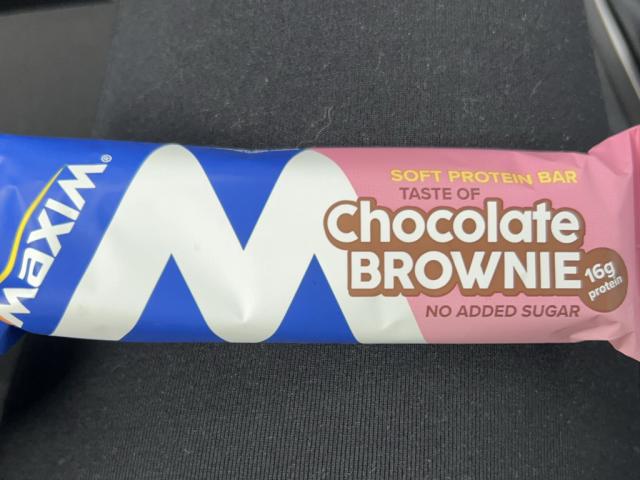 MAXIM®
M
SOFT PROTEIN BAR
TASTE OF
Chocolate
BROWNIE
16g
protein
NO ADDED SUGAR